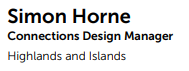 Simon Horne
Connections Design Manager
Highlands and Islands